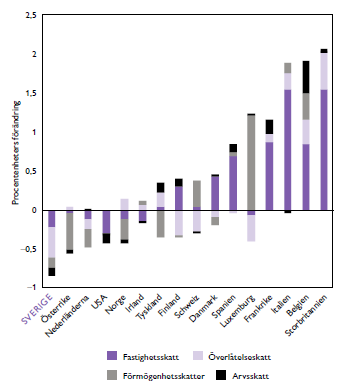 Procentenheters förändring
2,5
2
1,5
1
0,5
0
–0,5
–1
SVERIGE
Österrike
Nederländerna
USA
Norge
Irland
Tyskland
Finland
Schweiz
Danmark
Spanien
Luxemburg
Frankrike
Italien
Belgien
Storbritannien
Fastighetsskatt
Överlåtelseskatt
Förmögenhetsskatter
Arvsskatt